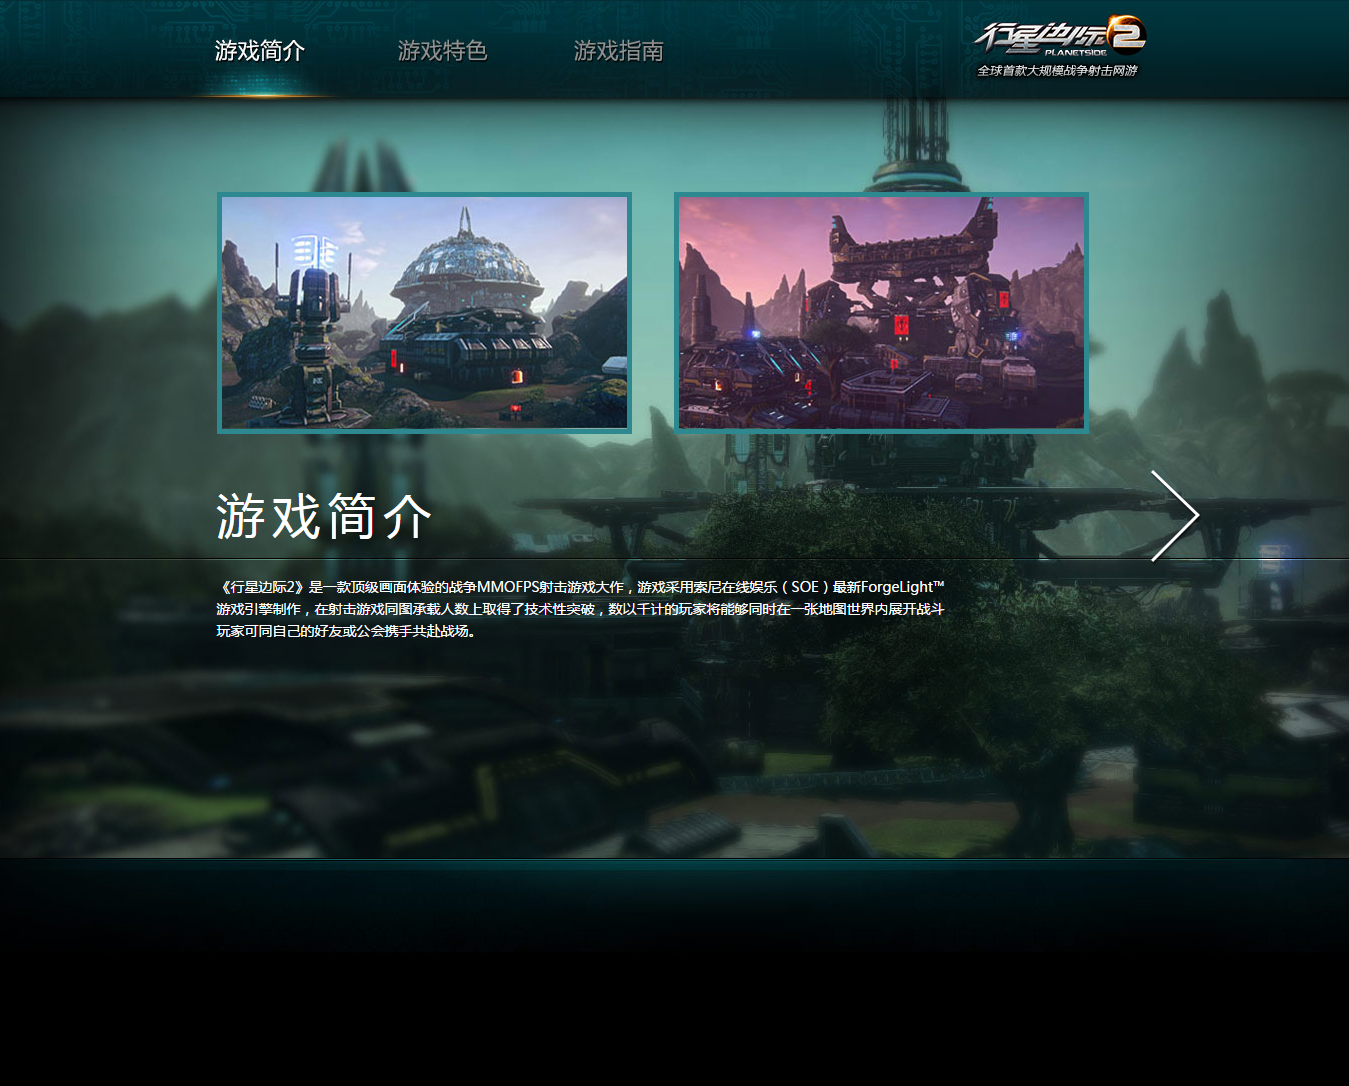 游戏简介
游戏特色
游戏指南
行星边际2
PLANETSIDE
全球首款大规模战争射击网游
游戏简介
《行星边际2》是一款顶级画面体验的战争MMOFPS射击游戏大作，游戏采用索尼在线娱乐（SOE）最新ForgeLight™
游戏引擎制作，在射击游戏同图承载人数上取得了技术性突破，数以千计的玩家将能够同时在一张地图世界内展开战斗
玩家可同自己的好友或公会携手共赴战场。